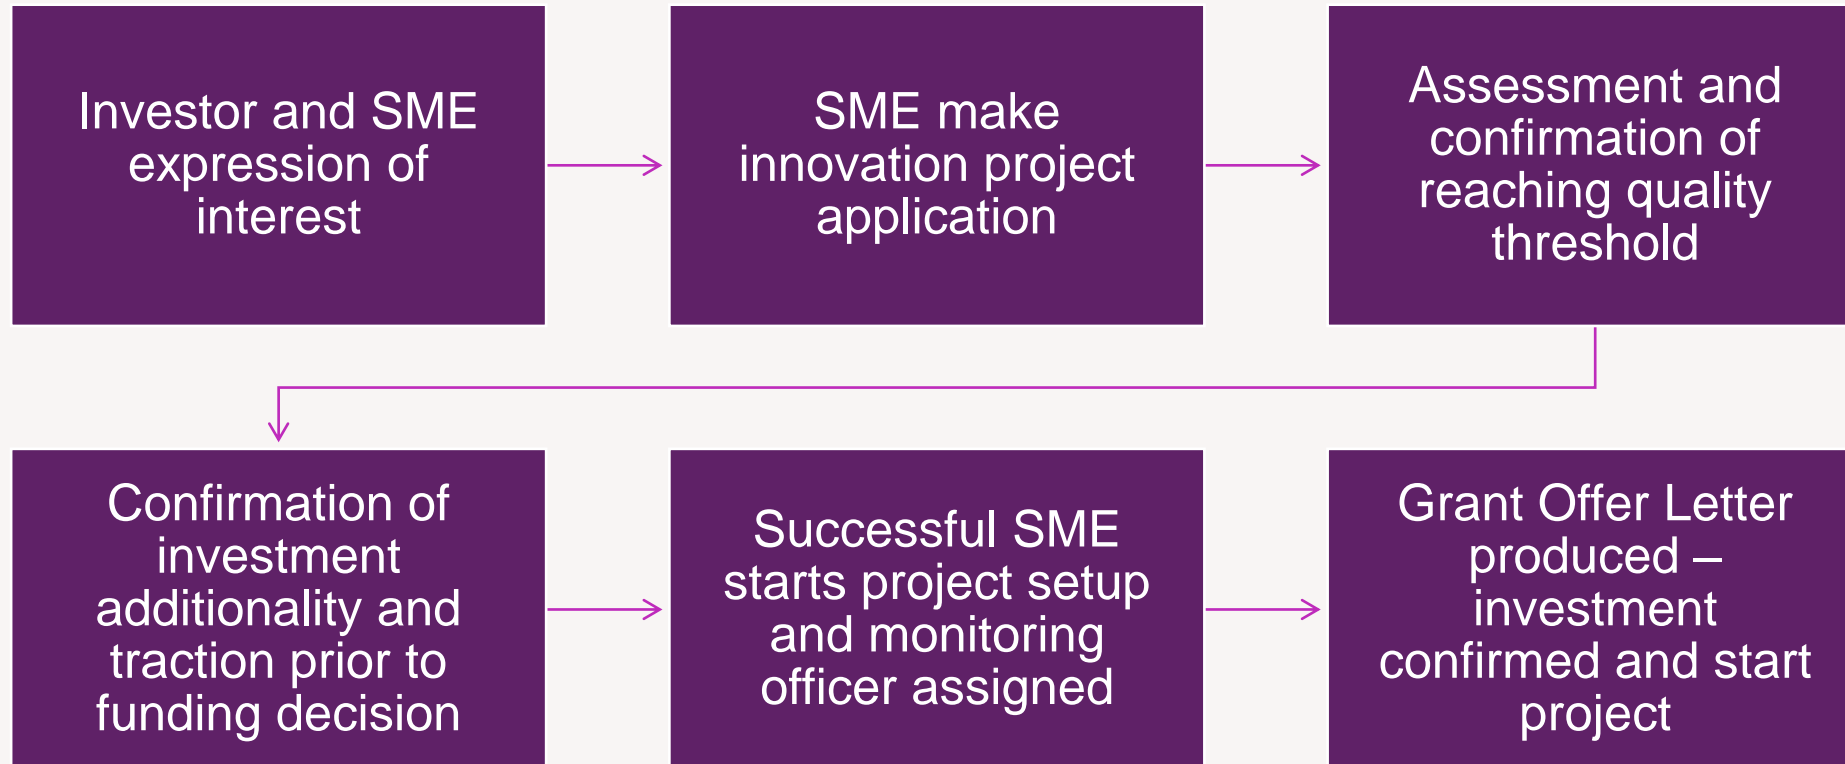 Investor and SME
expression of
interest
SME make
innovation project
application
Assessment and
confirmation of
reaching quality
threshold
Confirmation of
investment
additionality and
traction prior to
funding decision
Successful SME
starts project setup
and monitoring
officer assigned
Grant Offer Letter
produced –
investment
confirmed and start
project